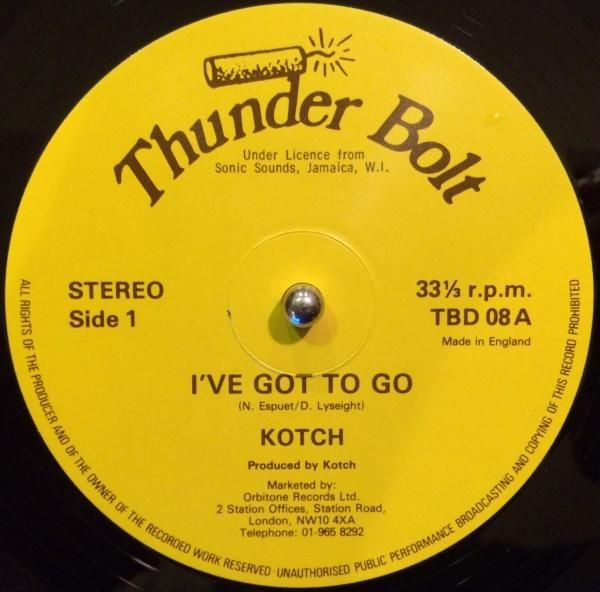 Thunder Bolt
Under Licence from
Sonic Sounds, Jamaica, W.I.
STEREO
Side 1
33⅓ r.p.m.
TBD 08 A
Made in England
I'VE GOT TO GO
(N. Espuet/D. Lyseight)
KOTCH
Produced by Kotch
Marketed by:
Orbitone Records Ltd.
2 Station Offices, Station Road,
London, NW10 4XA
Telephone: 01-965 8292
ALL RIGHTS OF THE PRODUCER AND OF THE OWNER OF THE RECORDED WORK RESERVED · UNAUTHORISED PUBLIC PERFORMANCE BROADCASTING AND COPYING OF THIS RECORD PROHIBITED